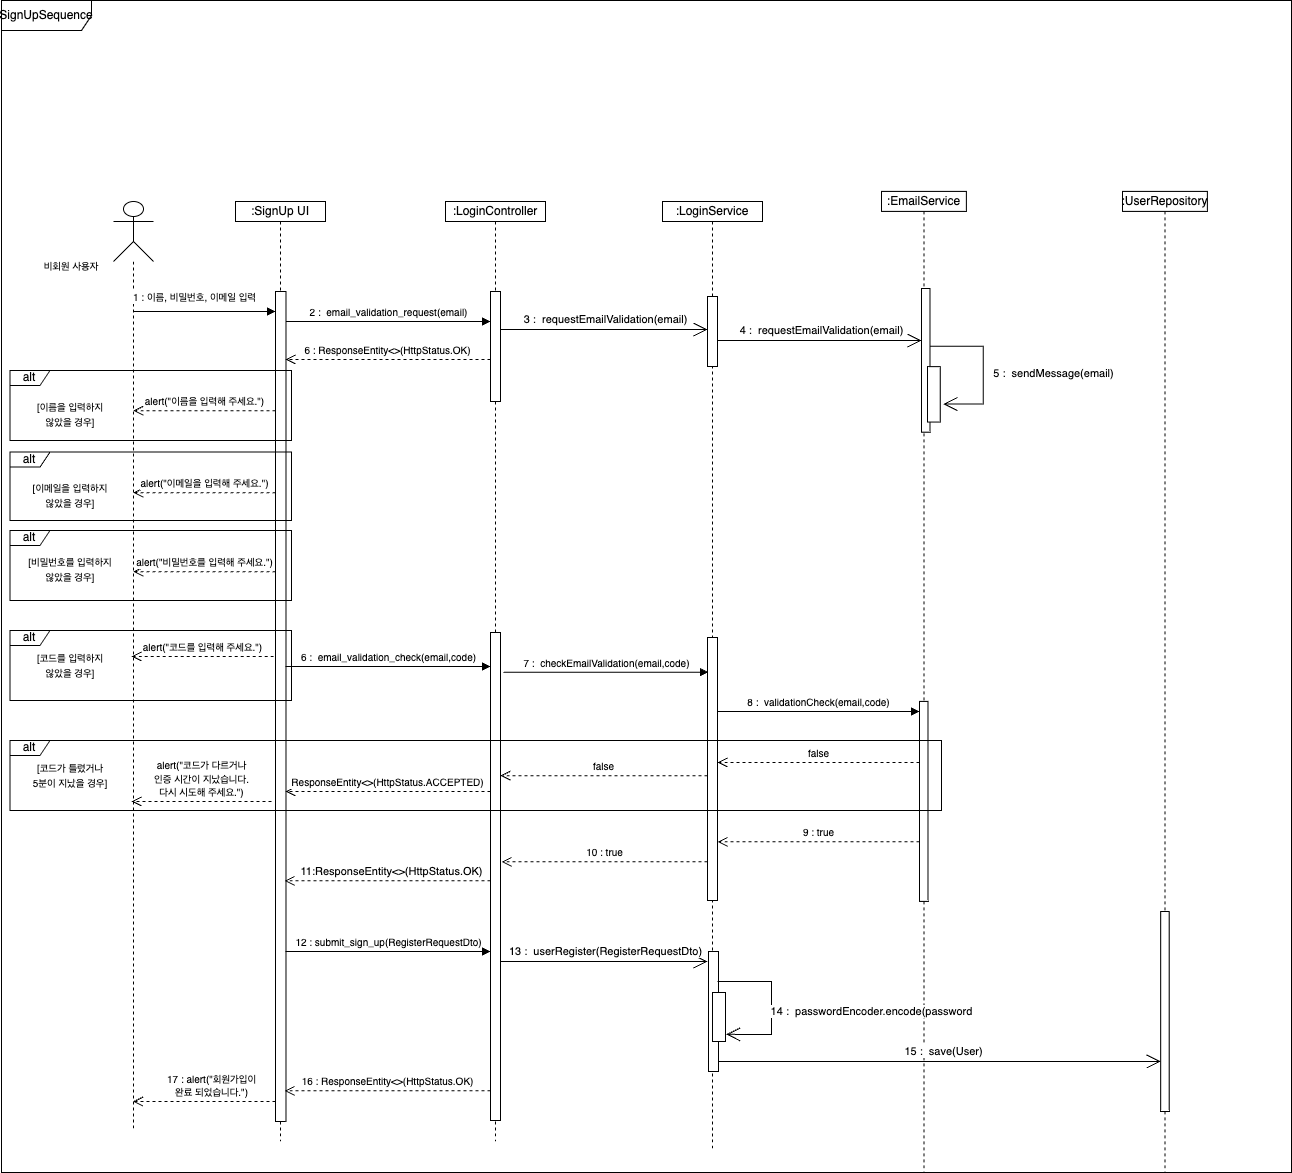 SignUpSequence
:SignUp UI
:LoginController
:LoginService
:EmailService
:UserRepository
비회원 사용자
1 : 이름, 비밀번호, 이메일 입력
2 : email_validation_request(email)
3 : requestEmailValidation(email)
4 : requestEmailValidation(email)
6 : ResponseEntity<>(HttpStatus.OK)
5 : sendMessage(email)
alt
[이름을 입력하지
않았을 경우]
alert("이름을 입력해 주세요.")
alt
[이메일을 입력하지
않았을 경우]
alert("이메일을 입력해 주세요.")
alt
[비밀번호를 입력하지
않았을 경우]
alert("비밀번호를 입력해 주세요.")
alt
[코드를 입력하지
않았을 경우]
alert("코드를 입력해 주세요.")
6 : email_validation_check(email,code)
7 : checkEmailValidation(email,code)
8 : validationCheck(email,code)
alt
[코드가 틀렸거나
5분이 지났을 경우]
alert("코드가 다르거나
인증 시간이 지났습니다.
다시 시도해 주세요.")
false
false
ResponseEntity<>(HttpStatus.ACCEPTED)
9 : true
10 : true
11:ResponseEntity<>(HttpStatus.OK)
12 : submit_sign_up(RegisterRequestDto)
13 : userRegister(RegisterRequestDto)
14 : passwordEncoder.encode(password
15 : save(User)
16 : ResponseEntity<>(HttpStatus.OK)
17 : alert("회원가입이
완료 되었습니다.")